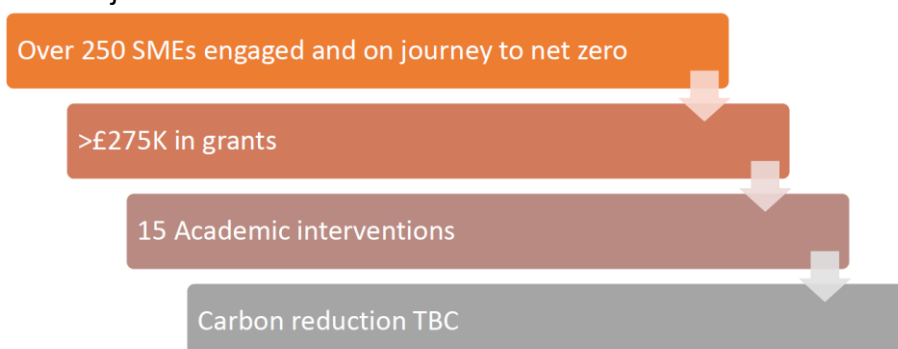 Over 250 SMEs engaged and on journey to net zero
>£275K in grants
15 Academic interventions
Carbon reduction TBC